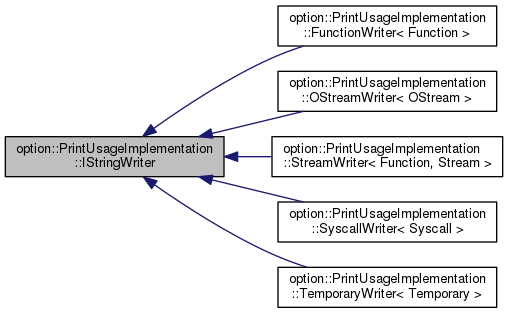 option::PrintUsageImplementation
::FunctionWriter< Function >
option::PrintUsageImplementation
::OStreamWriter< OStream >
option::PrintUsageImplementation
::IStringWriter
option::PrintUsageImplementation
::StreamWriter< Function, Stream >
option::PrintUsageImplementation
::SyscallWriter< Syscall >
option::PrintUsageImplementation
::TemporaryWriter< Temporary >